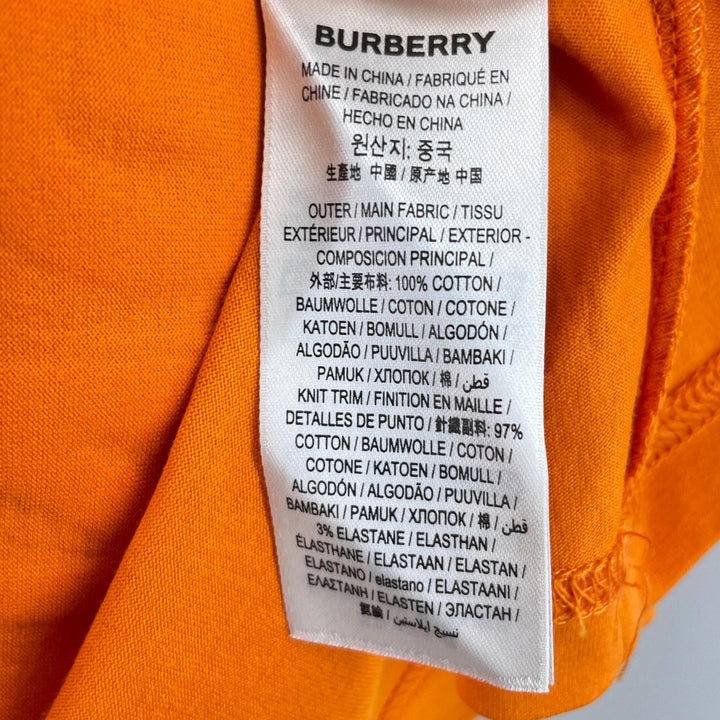 BURBERRY
MADE IN CHINA / FABRIQUÉ EN
CHINE / FABRICADO NA CHINA /
HECHO EN CHINA
원산지: 중국
生產地 中國 / 原产地 中国
OUTER / MAIN FABRIC / TISSU
EXTÉRIEUR / PRINCIPAL / EXTERIOR -
COMPOSICION PRINCIPAL /
外部/主要布料: 100% COTTON /
BAUMWOLLE / COTON / COTONE /
KATOEN / BOMULL / ALGODÓN /
ALGODÃO / PUUVILLA / BAMBAKI /
PAMUK / ХЛОПОК / 棉 / قطن /
KNIT TRIM / FINITION EN MAILLE /
DETALLES DE PUNTO / 針織副料: 97%
COTTON / BAUMWOLLE / COTON /
COTONE / KATOEN / BOMULL /
ALGODÓN / ALGODÃO / PUUVILLA /
BAMBAKI / PAMUK / ХЛОПОК / 棉 / قطن /
3% ELASTANE / ELASTHAN /
ÉLASTHANE / ELASTAAN / ELASTAN /
ELASTANO / elastano / ELASTAANI /
ΕΛΑΣΤΑΝΗ / ELASTEN / ЭЛАСТАН /
氨綸 / نسيج إيلاستين